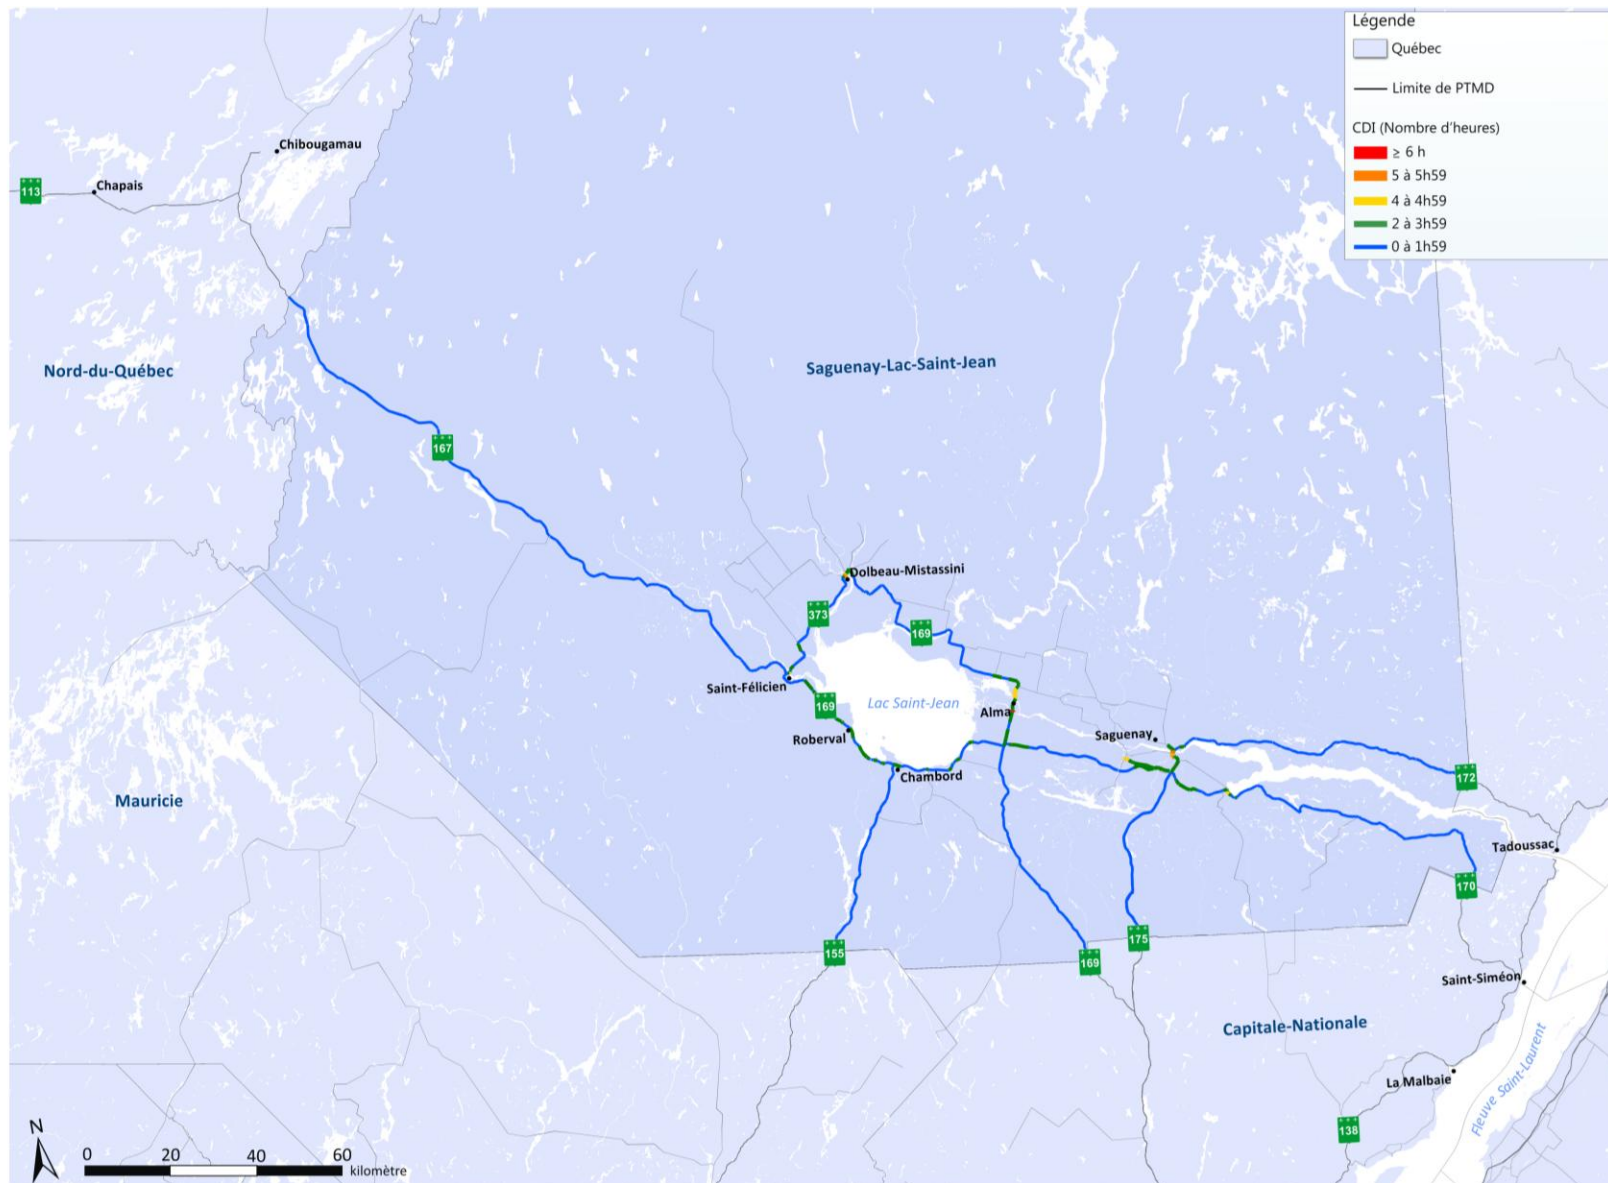 Légende
Québec
Limite de PTMD
CDI (Nombre d'heures)
≥ 6 h
5 à 5h59
4 à 4h59
2 à 3h59
0 à 1h59
Chibougamau
113
Chapais
Nord-du-Québec
Saguenay-Lac-Saint-Jean
167
Dolbeau-Mistassini
373
169
Saint-Félicien
169
Lac Saint-Jean
Alma
Roberval
Saguenay
Chambord
172
Mauricie
Tadoussac
170
155
169
175
Saint-Siméon
Capitale-Nationale
La Malbaie
Fleuve Saint-Laurent
138
N
0 20 40 60
kilomètre